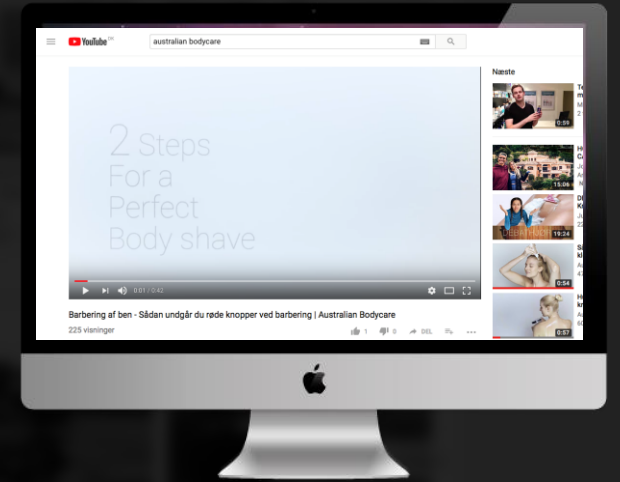 YouTube DK
australian bodycare
Næste
2 Steps
For a
Perfect
Body shave
0:01 / 0:42
Barbering af ben - Sådan undgår du røde knopper ved barbering | Australian Bodycare
225 visninger
1
0
DEL
0:59
15:06
19:24
0:54
0:57